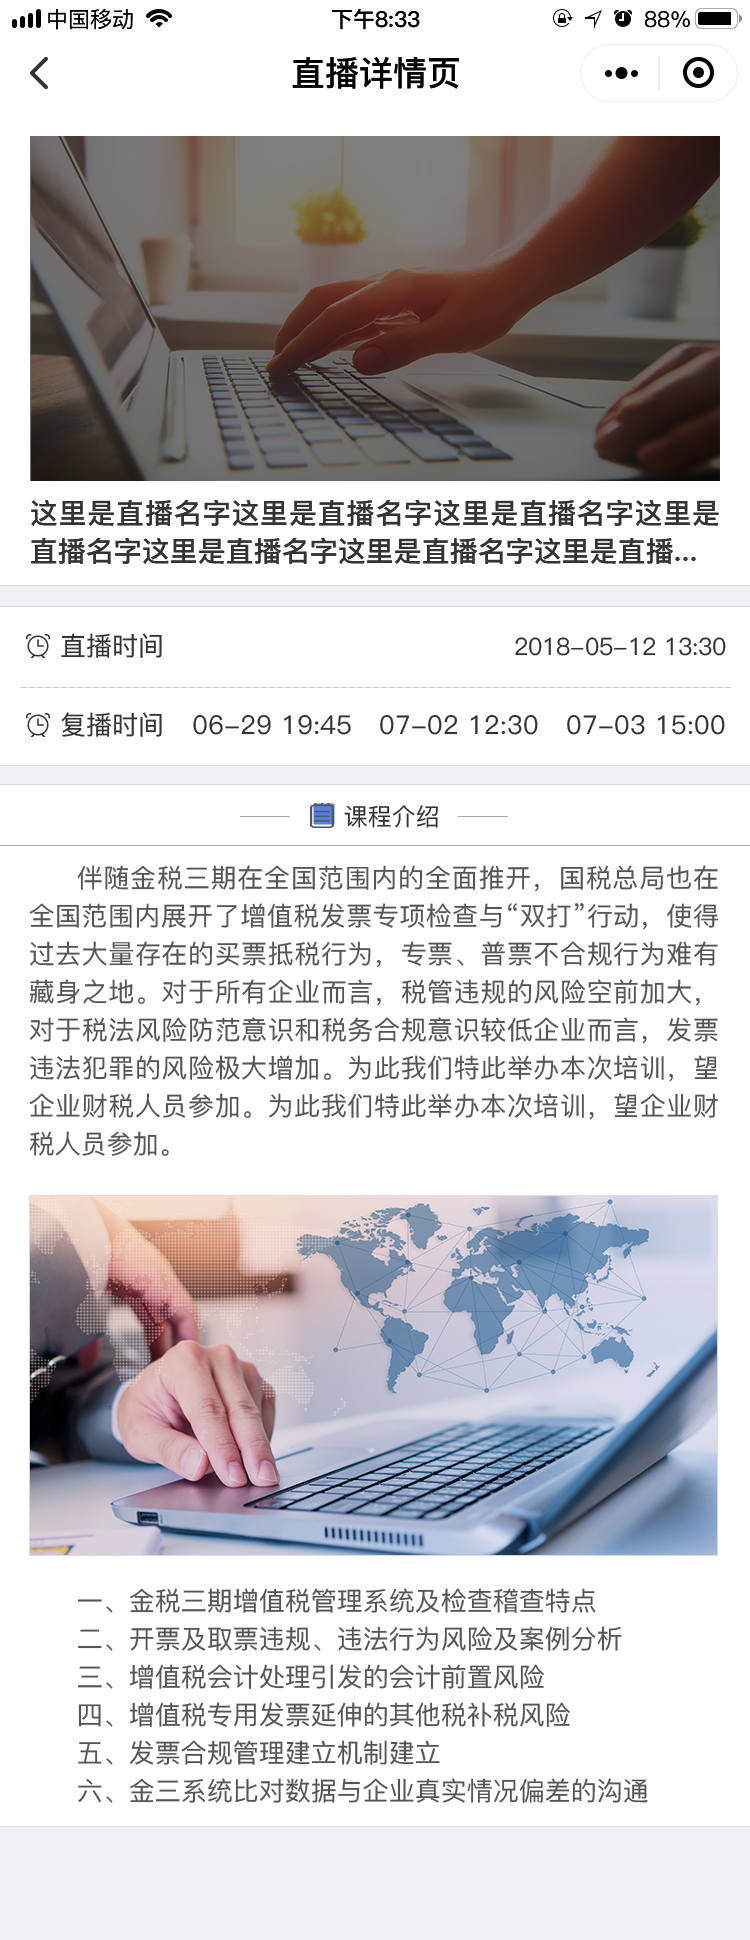 中国移动 下午8:33 88%
直播详情页
这里是直播名字这里是直播名字这里是直播名字这里是
直播名字这里是直播名字这里是直播名字这里是直播...
直播时间 2018-05-12 13:30
复播时间 06-29 19:45 07-02 12:30 07-03 15:00
课程介绍
伴随金税三期在全国范围内的全面推开，国税总局也在
全国范围内展开了增值税发票专项检查与“双打”行动，使得
过去大量存在的买票抵税行为，专票、普票不合规行为难有
藏身之地。对于所有企业而言，税管违规的风险空前加大，
对于税法风险防范意识和税务合规意识较低企业而言，发票
违法犯罪的风险极大增加。为此我们特此举办本次培训，望
企业财税人员参加。为此我们特此举办本次培训，望企业财
税人员参加。
一、金税三期增值税管理系统及检查稽查特点
二、开票及取票违规、违法行为风险及案例分析
三、增值税会计处理引发的会计前置风险
四、增值税专用发票延伸的其他税补税风险
五、发票合规管理建立机制建立
六、金三系统比对数据与企业真实情况偏差的沟通